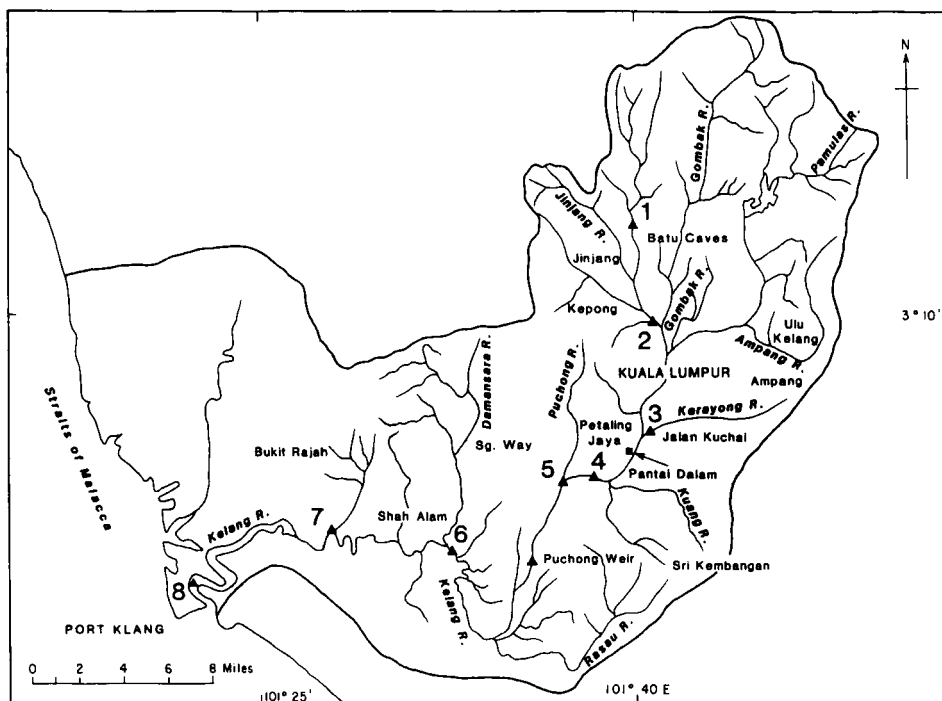 N
Pamulas R.
Gombak R.
Jinjang R.
1
Batu Caves
Jinjang
Gombak R.
Kepong
3° 10'
2
Ulu
Kelang
Ampang R.
KUALA LUMPUR
Ampang
Damansara R.
Puchong R.
Straits of Malacca
3
Kerayong R.
Petaling
Jaya
Jalan Kuchai
Sg. Way
Bukit Rajah
5
4
Pantai Dalam
Kuang R.
7
Shah Alam
6
Kelang R.
Puchong Weir
Sri Kembangan
8
Kelang R.
PORT KLANG
Rasau R.
0 2 4 6 8 Miles
101° 25'
101° 40 E